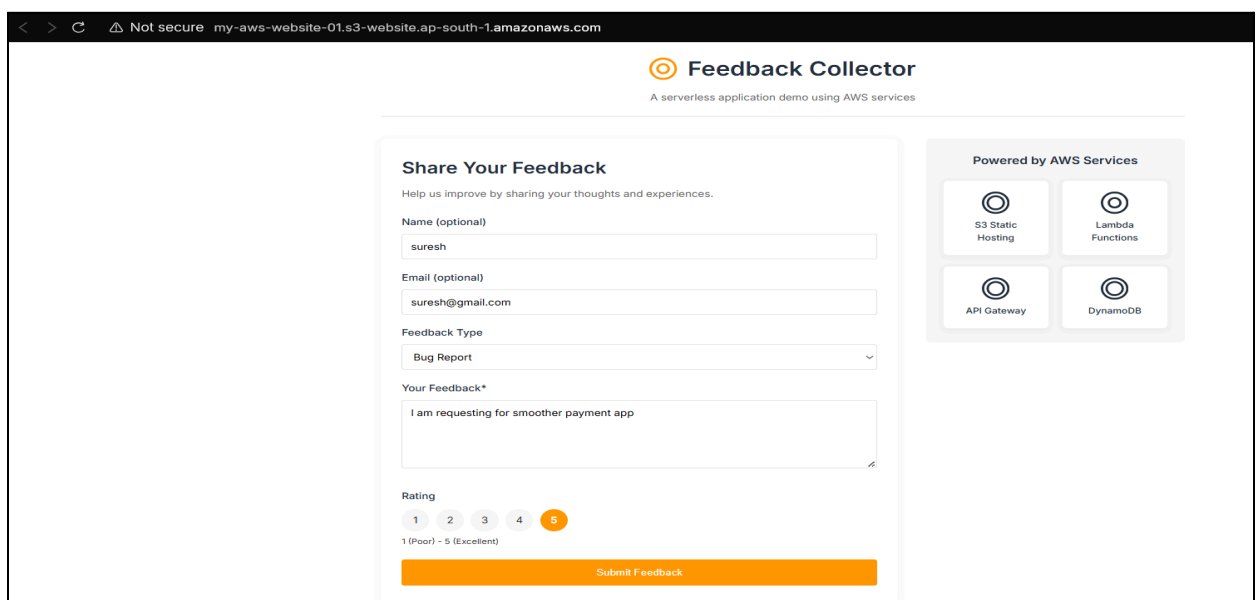 Not secure my-aws-website-01.s3-website.ap-south-1.amazonaws.com
Feedback Collector
A serverless application demo using AWS services
Share Your Feedback
Help us improve by sharing your thoughts and experiences.
Name (optional)
suresh
Email (optional)
suresh@gmail.com
Feedback Type
Bug Report
Your Feedback*
I am requesting for smoother payment app
Rating
1 2 3 4 5
1 (Poor) - 5 (Excellent)
Submit Feedback
Powered by AWS Services
S3 Static
Hosting
Lambda
Functions
API Gateway
DynamoDB